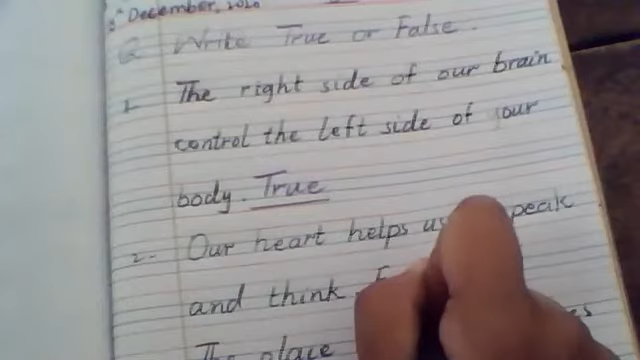 December, 2020
Q Write True or False.
1. The right side of our brain
control the left side of our
body. True
2- Our heart helps us peak
and think.
The place